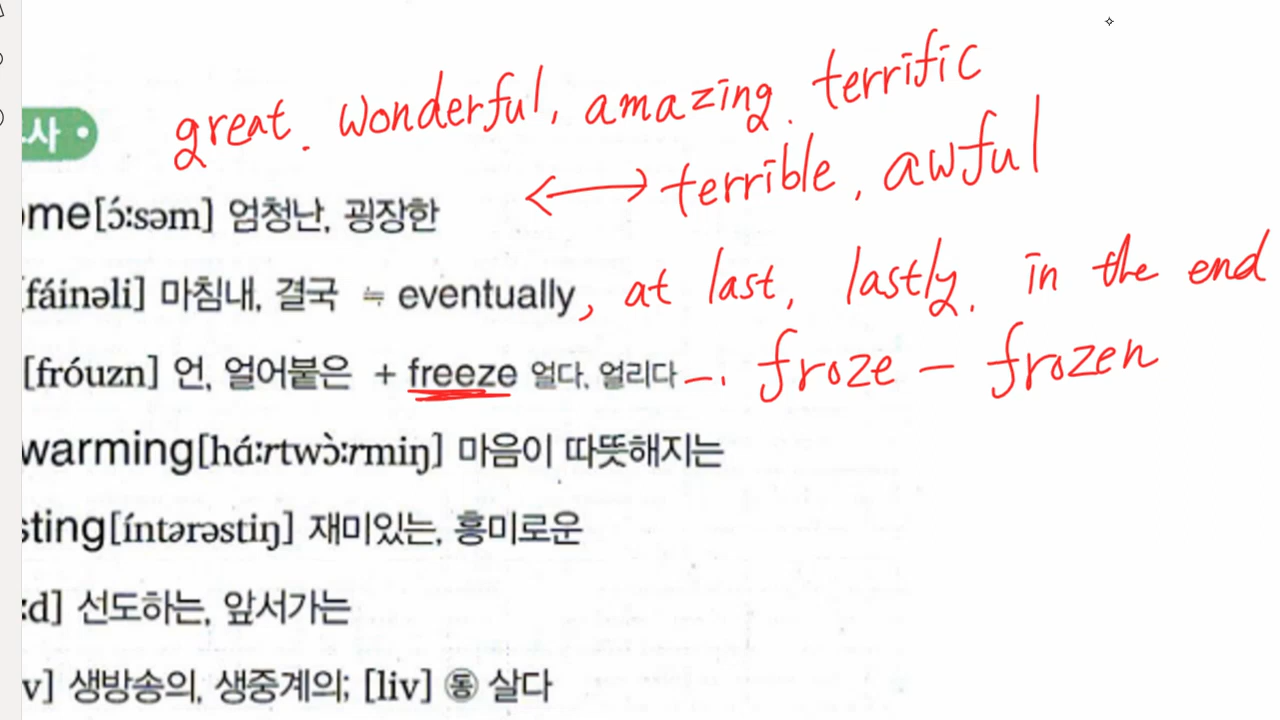 great. wonderful, amazing. terrific
사 •
⟷ terrible, awful
ome[ɔ́ːsəm] 엄청난, 굉장한
[fáinəli] 마침내, 결국 ≒ eventually, at last, lastly. in the end
[fróuzn] 언, 얼어붙은 + freeze 얼다, 얼리다 - froze - frozen
warming[háːrtwɔ̀ːrmiŋ] 마음이 따뜻해지는
sting[íntərəstiŋ] 재미있는, 흥미로운
ːd] 선도하는, 앞서가는
v] 생방송의, 생중계의; [liv] 동 살다